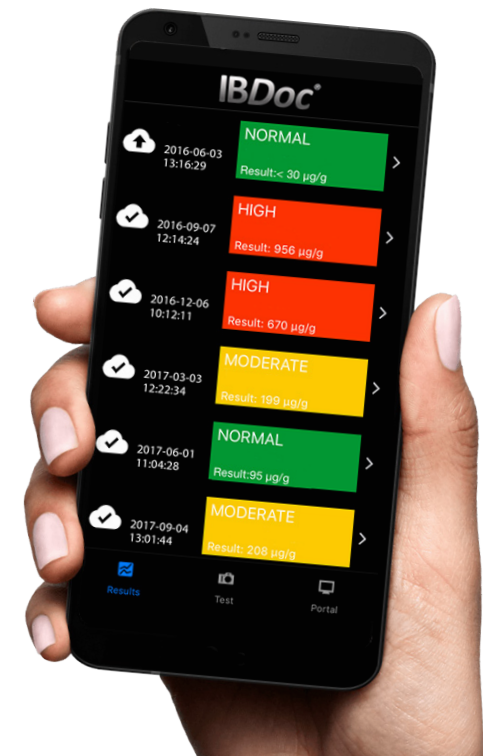 IBDoc®
2016-06-03
13:16:29
NORMAL
Result:< 30 µg/g
2016-09-07
12:14:24
HIGH
Result: 956 µg/g
2016-12-06
10:12:11
HIGH
Result: 670 µg/g
2017-03-03
12:22:34
MODERATE
Result: 199 µg/g
2017-06-01
11:04:28
NORMAL
Result:95 µg/g
2017-09-04
13:01:44
MODERATE
Result: 208 µg/g
Results
Test
Portal